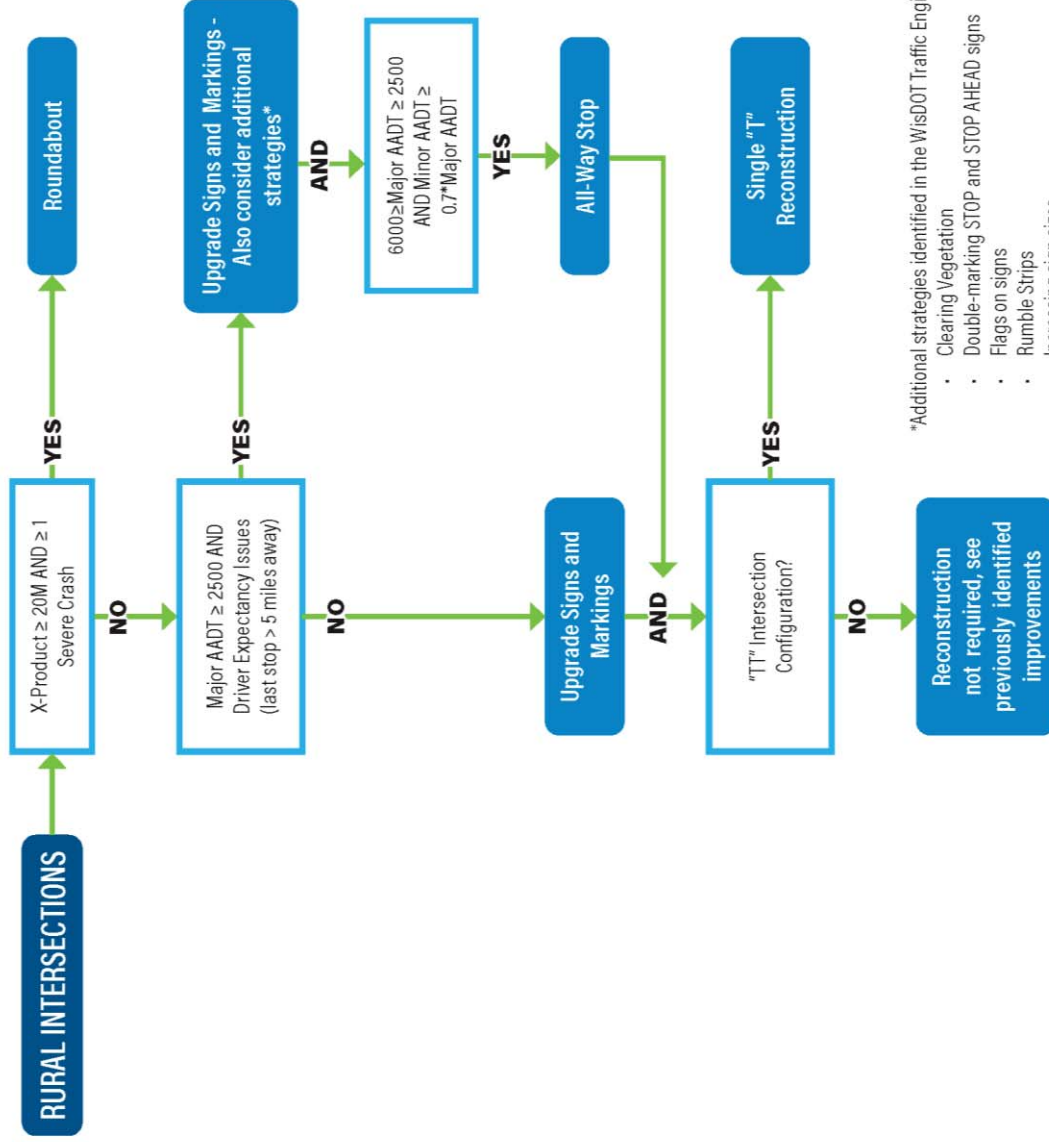 RURAL INTERSECTIONS
X-Product ≥ 20M AND ≥ 1
Severe Crash
YES
Roundabout
NO
Major AADT ≥ 2500 AND
Driver Expectancy Issues
(last stop > 5 miles away)
YES
Upgrade Signs and Markings -
Also consider additional
strategies*
AND
6000≥Major AADT ≥ 2500
AND Minor AADT ≥
0.7*Major AADT
YES
All-Way Stop
NO
Upgrade Signs and
Markings
AND
"TT" Intersection
Configuration?
YES
Single "T"
Reconstruction
NO
Reconstruction
not required, see
previously identified
improvements
*Additional strategies identified in the WisDOT Traffic
· Clearing Vegetation
· Double-marking STOP and STOP AHEAD signs
· Flags on signs
· Rumble Strips